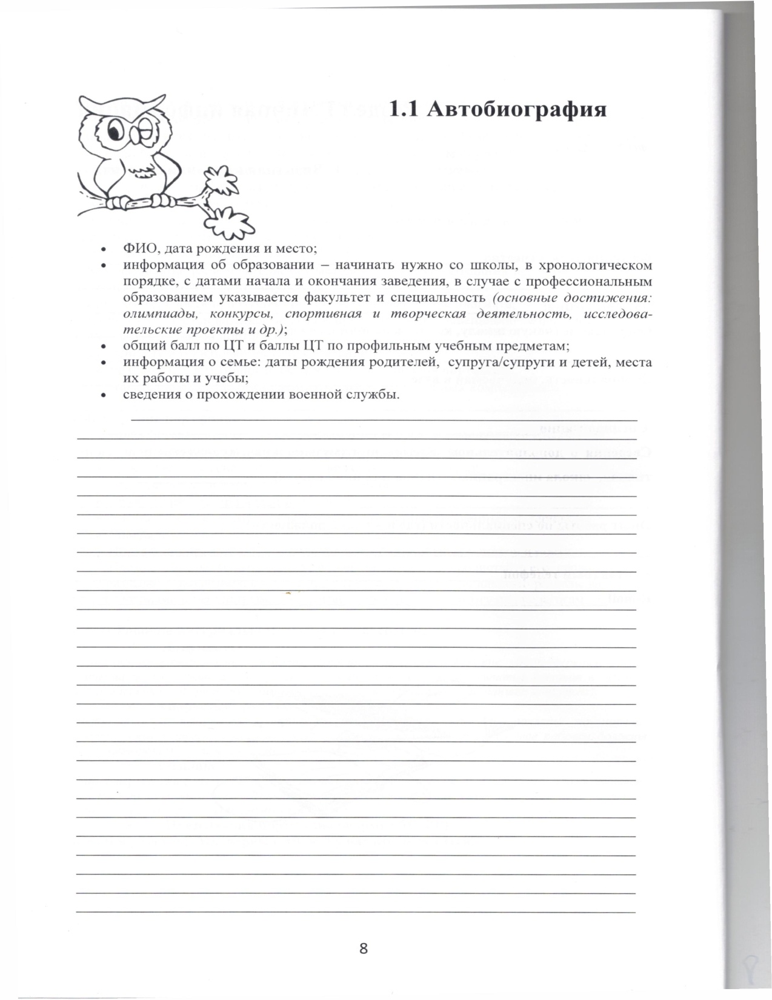 1.1 Автобиография
• ФИО, дата рождения и место;
• информация об образовании – начинать нужно со школы, в хронологическом
порядке, с датами начала и окончания заведения, в случае с профессиональным
образованием указывается факультет и специальность (основные достижения:
олимпиады, конкурсы, спортивная и творческая деятельность, исследова-
тельские проекты и др.);
• общий балл по ЦТ и баллы ЦТ по профильным учебным предметам;
• информация о семье: даты рождения родителей, супруга/супруги и детей, места
их работы и учебы;
• сведения о прохождении военной службы.
8